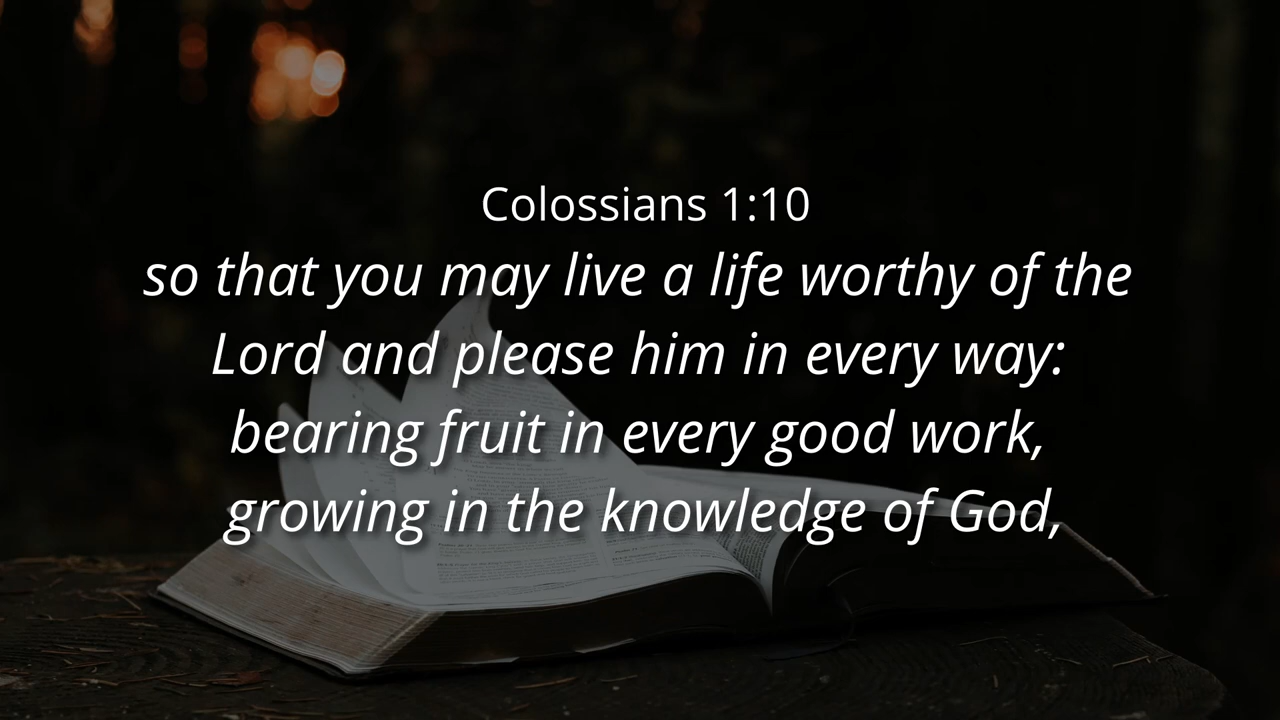 Colossians 1:10
so that you may live a life worthy of the
Lord and please him in every way:
bearing fruit in every good work,
growing in the knowledge of God,